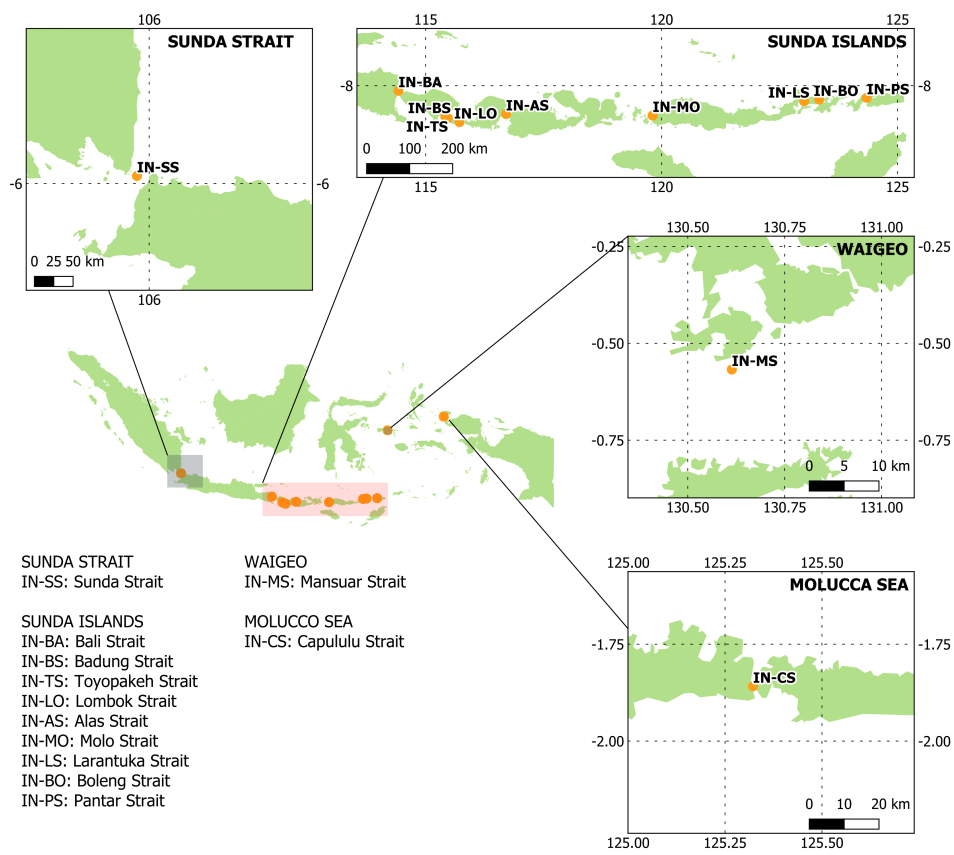 106
SUNDA STRAIT
IN-SS
-6
-6
0 25 50 km
106
115
120
125
SUNDA ISLANDS
-8
-8
IN-BA
IN-BS
IN-TS
IN-LO
IN-AS
IN-MO
IN-LS
IN-BO
IN-PS
0 100 200 km
115
120
125
130.50 130.75 131.00
WAIGEO
-0.25
-0.25
-0.50
-0.50
IN-MS
-0.75
-0.75
0 5 10 km
130.50 130.75 131.00
125.00 125.25 125.50
MOLUCCA SEA
-1.75
-1.75
IN-CS
-2.00
-2.00
0 10 20 km
125.00 125.25 125.50
SUNDA STRAIT
IN-SS: Sunda Strait
SUNDA ISLANDS
IN-BA: Bali Strait
IN-BS: Badung Strait
IN-TS: Toyopakeh Strait
IN-LO: Lombok Strait
IN-AS: Alas Strait
IN-MO: Molo Strait
IN-LS: Larantuka Strait
IN-BO: Boleng Strait
IN-PS: Pantar Strait
WAIGEO
IN-MS: Mansuar Strait
MOLUCCO SEA
IN-CS: Capululu Strait